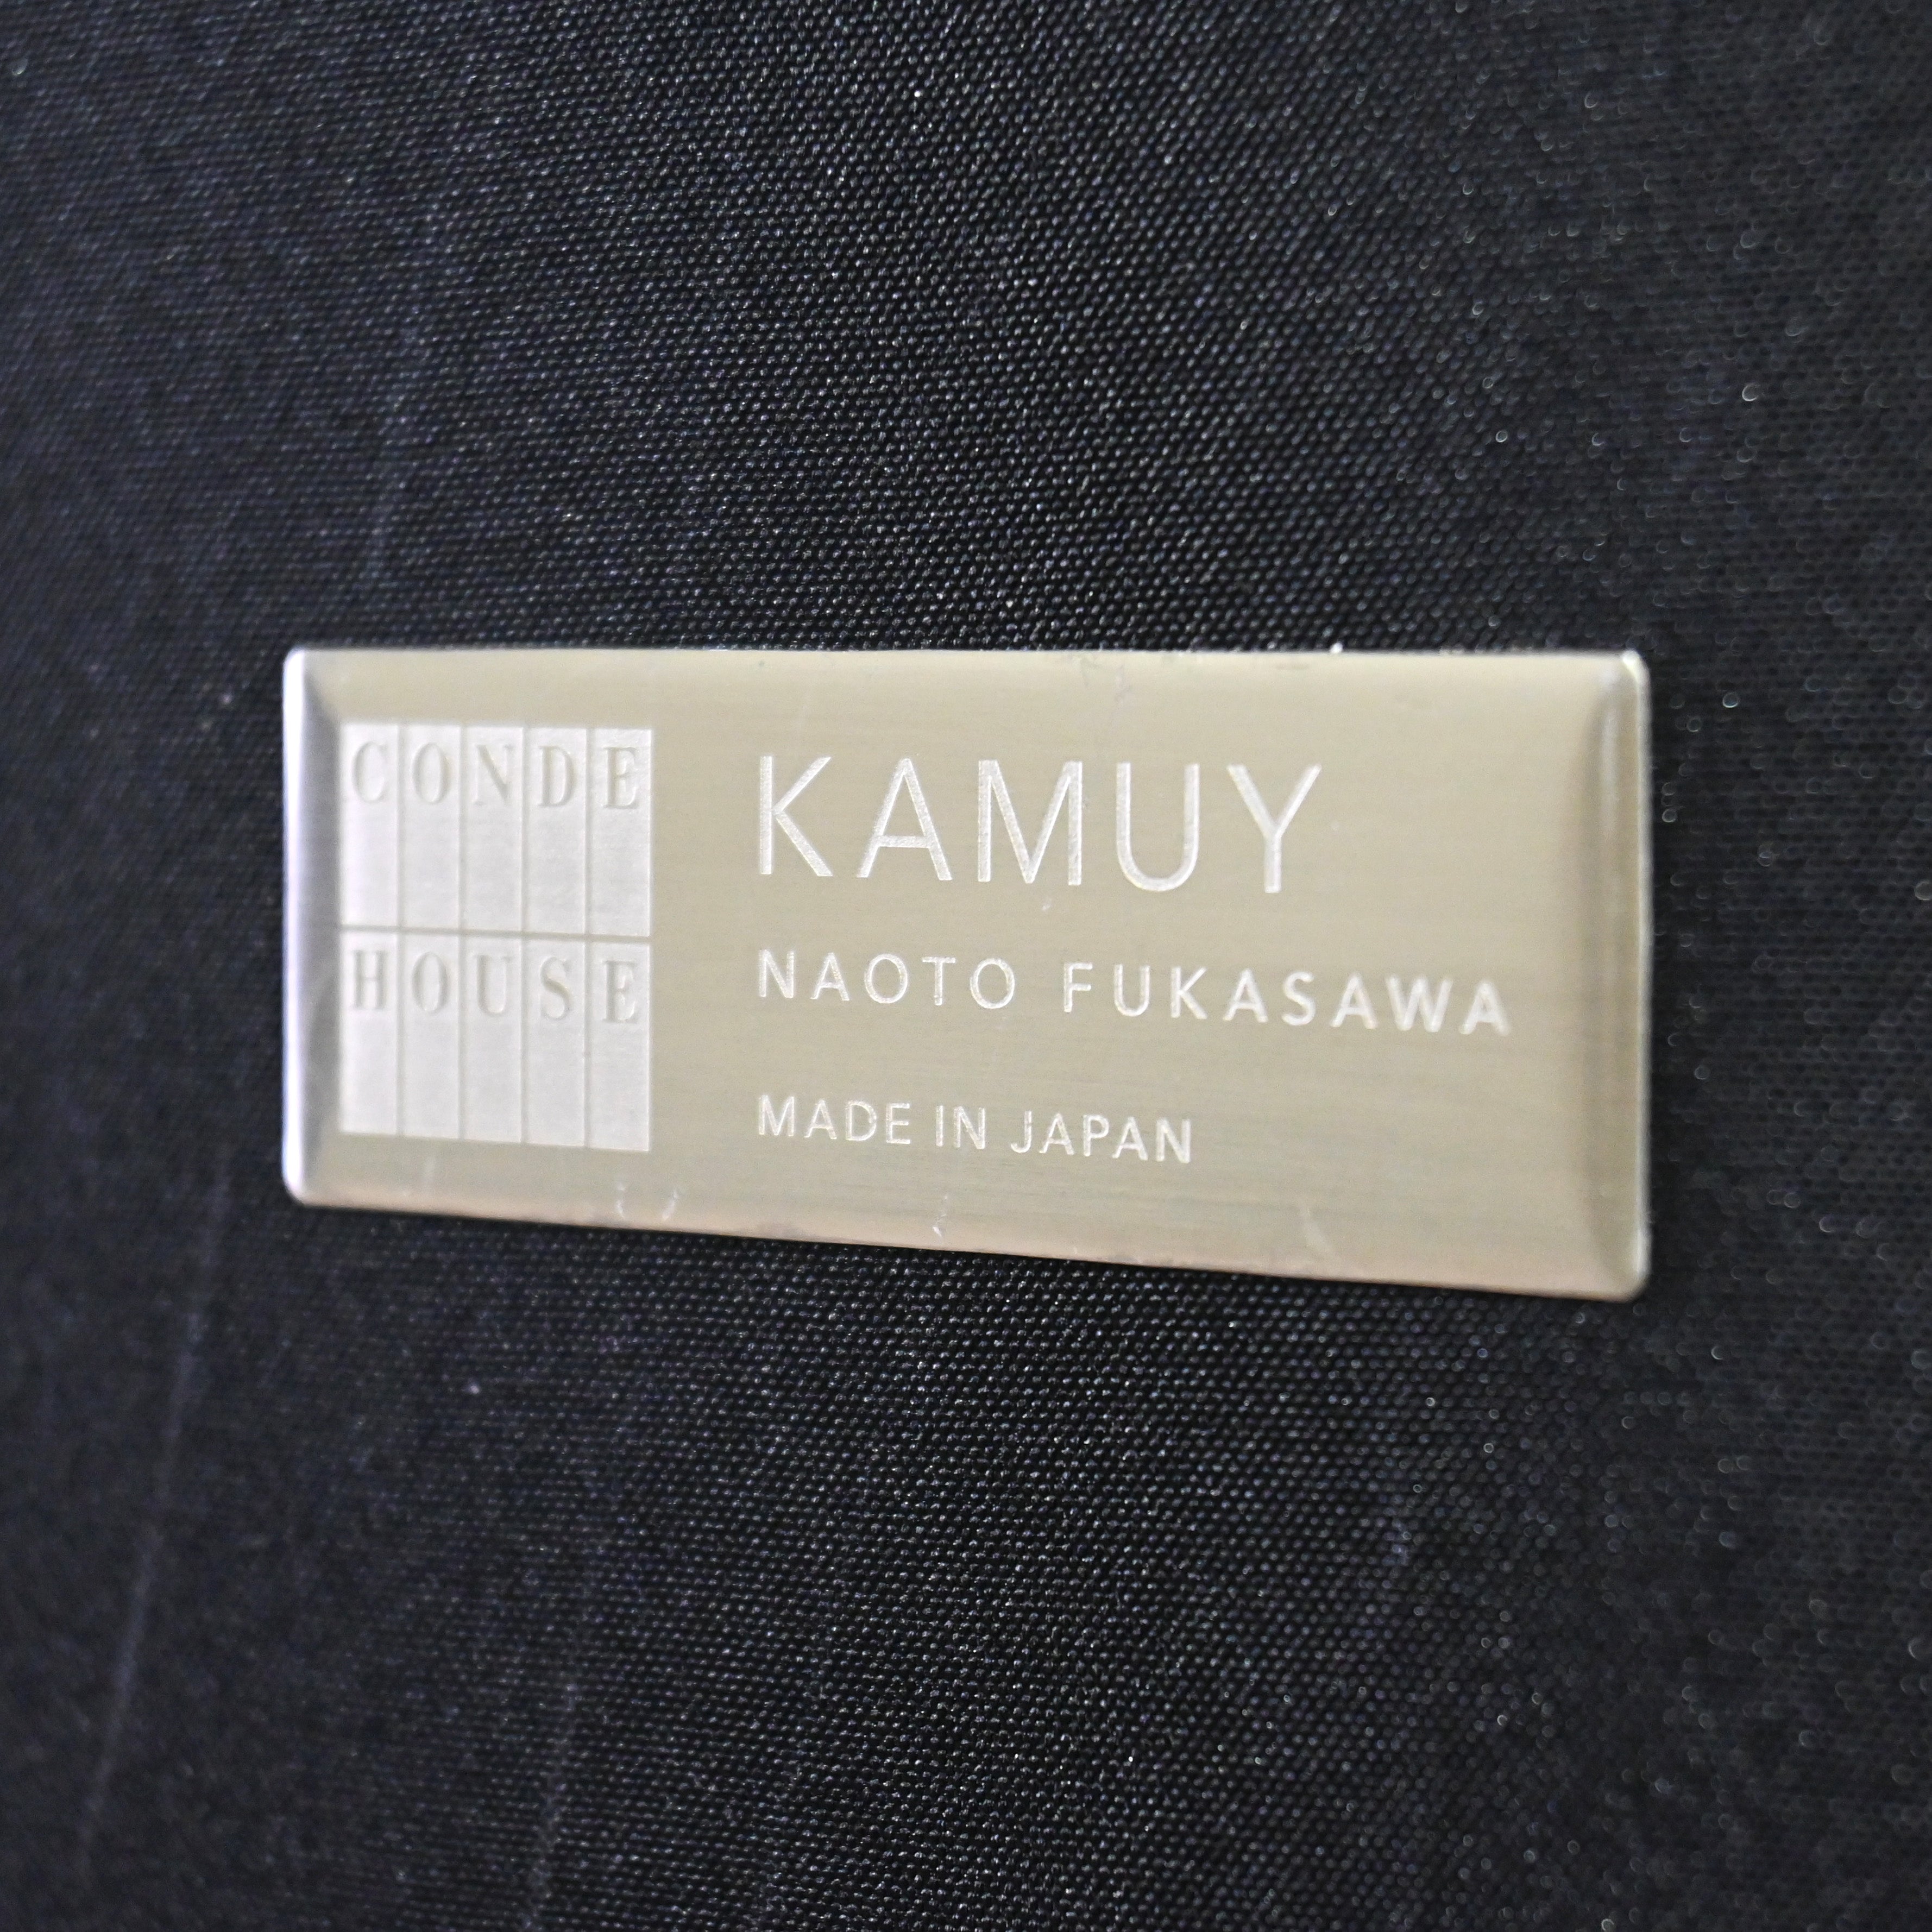 CONDE
HOUSE
KAMUY
NAOTO FUKASAWA
MADE IN JAPAN